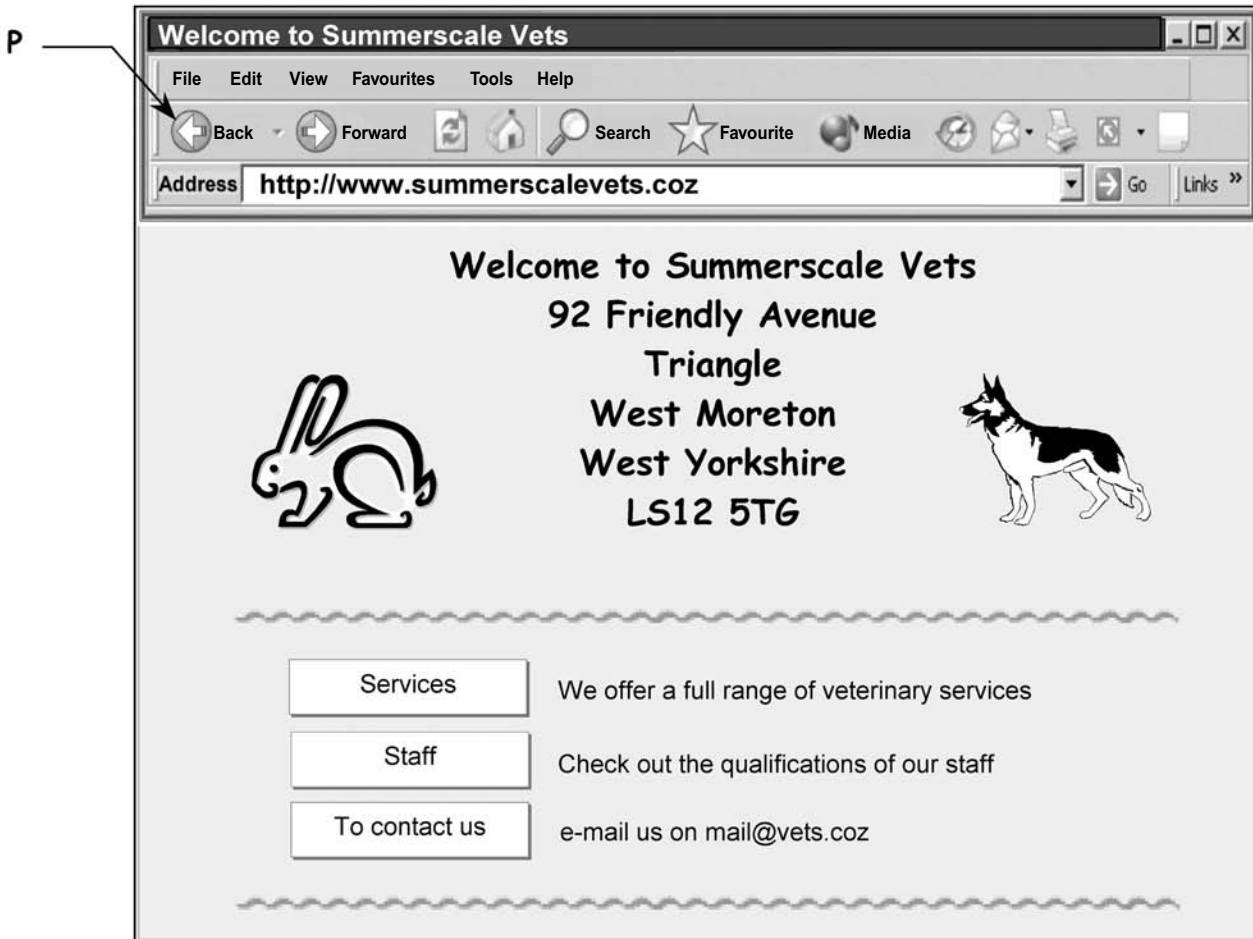 P
Welcome to Summerscale Vets
File Edit View Favourites Tools Help
Back Forward Search Favourite Media
Address http://www.summerscalevets.coz Go Links »
Welcome to Summerscale Vets
92 Friendly Avenue
Triangle
West Moreton
West Yorkshire
LS12 5TG
Services We offer a full range of veterinary services
Staff Check out the qualifications of our staff
To contact us e-mail us on mail@vets.coz